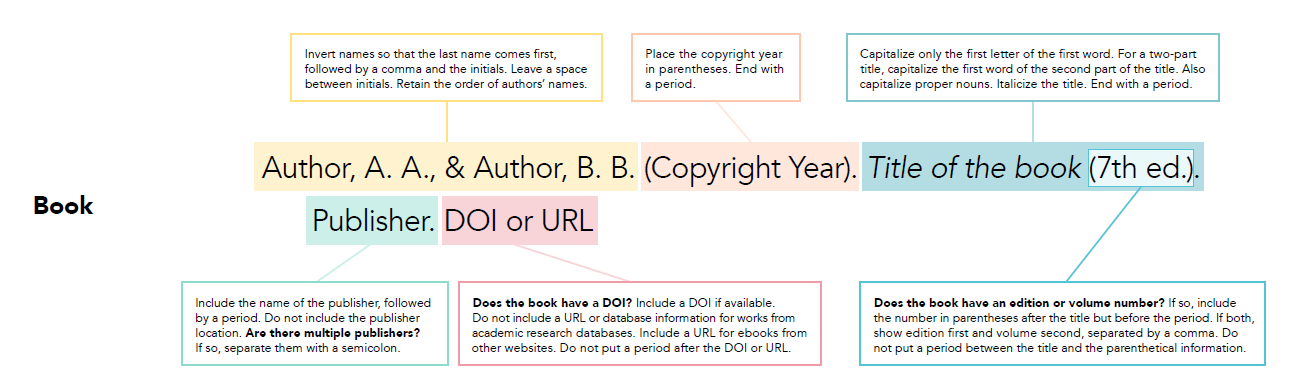 Invert names so that the last name comes first,
followed by a comma and the initials. Leave a space
between initials. Retain the order of authors’ names.
Place the copyright year
in parentheses. End with
a period.
Capitalize only the first letter of the first word. For a two-part
title, capitalize the first word of the second part of the title. Also
capitalize proper nouns. Italicize the title. End with a period.
Book
Author, A. A., & Author, B. B. (Copyright Year). Title of the book (7th ed.).
Publisher. DOI or URL
Include the name of the publisher, followed
by a period. Do not include the publisher
location. Are there multiple publishers?
If so, separate them with a semicolon.
Does the book have a DOI? Include a DOI if available.
Do not include a URL or database information for works from
academic research databases. Include a URL for ebooks from
other websites. Do not put a period after the DOI or URL.
Does the book have an edition or volume number? If so, include
the number in parentheses after the title but before the period. If both,
show edition first and volume second, separated by a comma. Do
not put a period between the title and the parenthetical information.